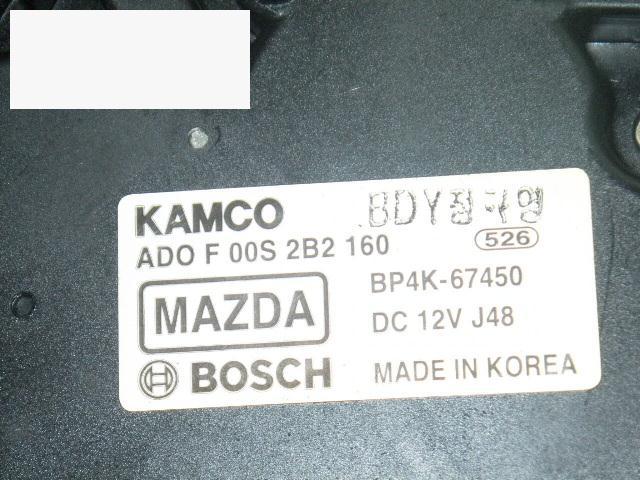 KAMCO
ADO F 00S 2B2 160
526
MAZDA
BP4K-67450
DC 12V J48
BOSCH
MADE IN KOREA